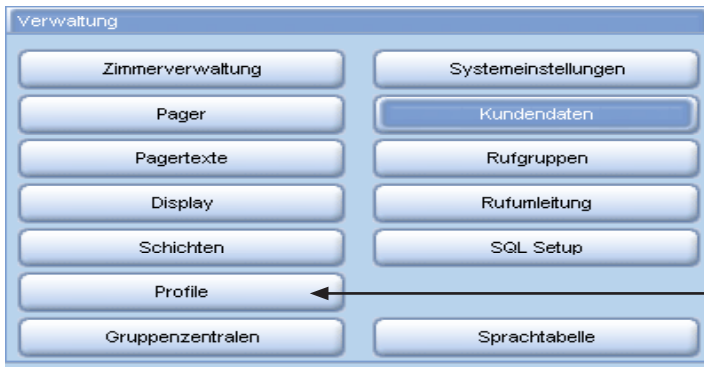 Verwaltung
Zimmerverwaltung
Systemeinstellungen
Pager
Kundendaten
Pagertexte
Rufgruppen
Display
Rufumleitung
Schichten
SQL Setup
Profile
Gruppenzentralen
Sprachtabelle